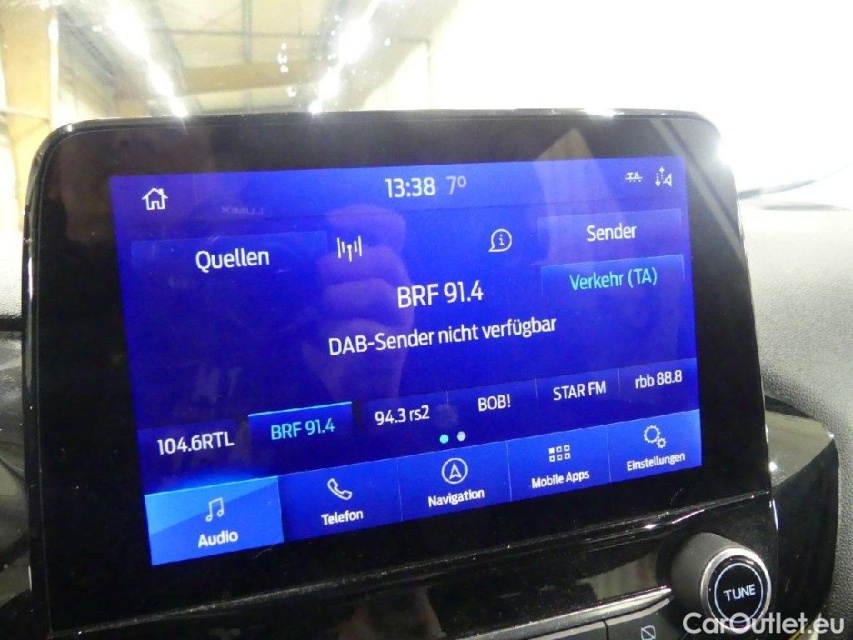 13:38 7°
TA
Quellen
Sender
BRF 91.4
Verkehr (TA)
DAB-Sender nicht verfügbar
104.6RTL
BRF 91.4
94.3 rs2
BOB!
STAR FM
rbb 88.8
Audio
Telefon
Navigation
Mobile Apps
Einstellungen
TUNE
CarOutlet.eu